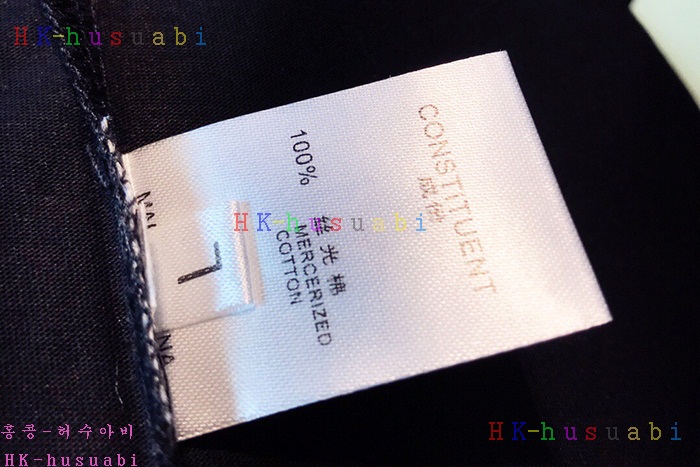 HK-husuabi
CONSTITUENT
成份
100%
丝光棉
MERCERIZED
COTTON
HK-husuabi
L
홍콩-허수아비
HK-husuabi
HK-husuabi